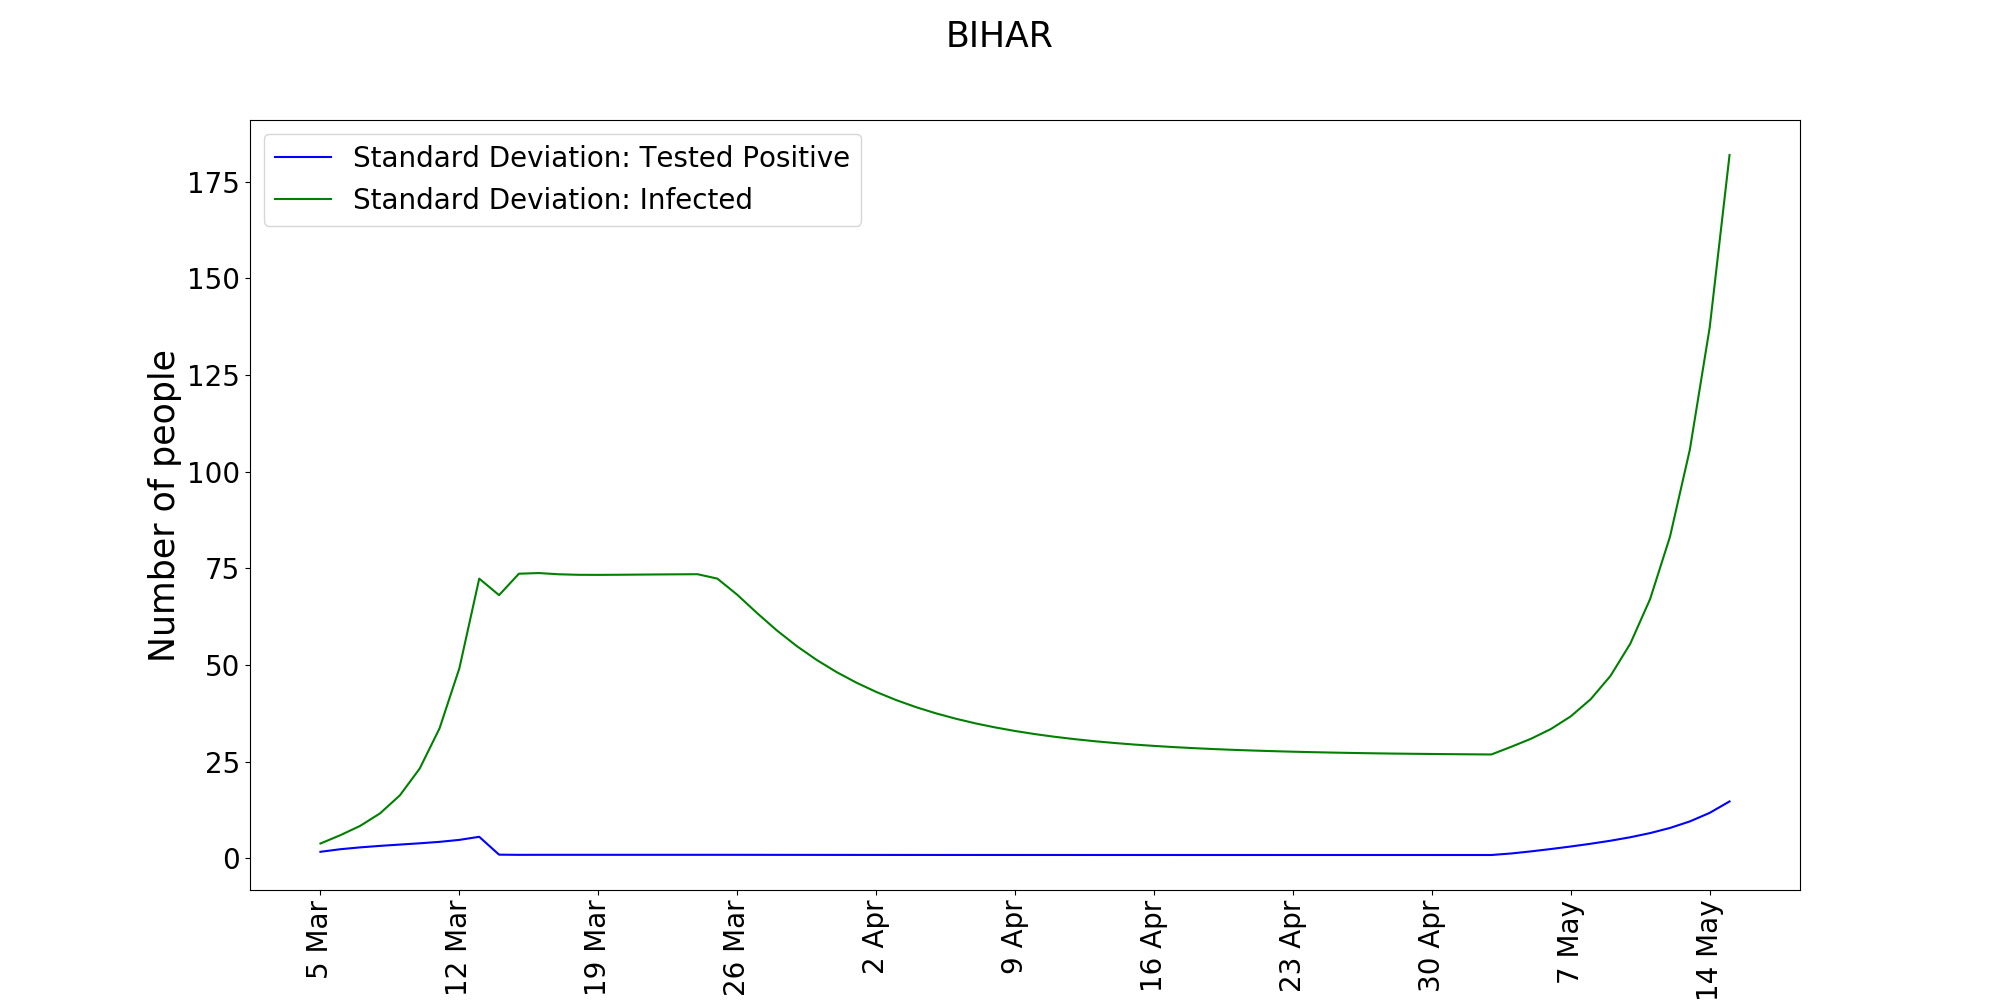 BIHAR
Standard Deviation: Tested Positive
Standard Deviation: Infected
Number of people
175
150
125
100
75
50
25
0
5 Mar
12 Mar
19 Mar
26 Mar
2 Apr
9 Apr
16 Apr
23 Apr
30 Apr
7 May
14 May